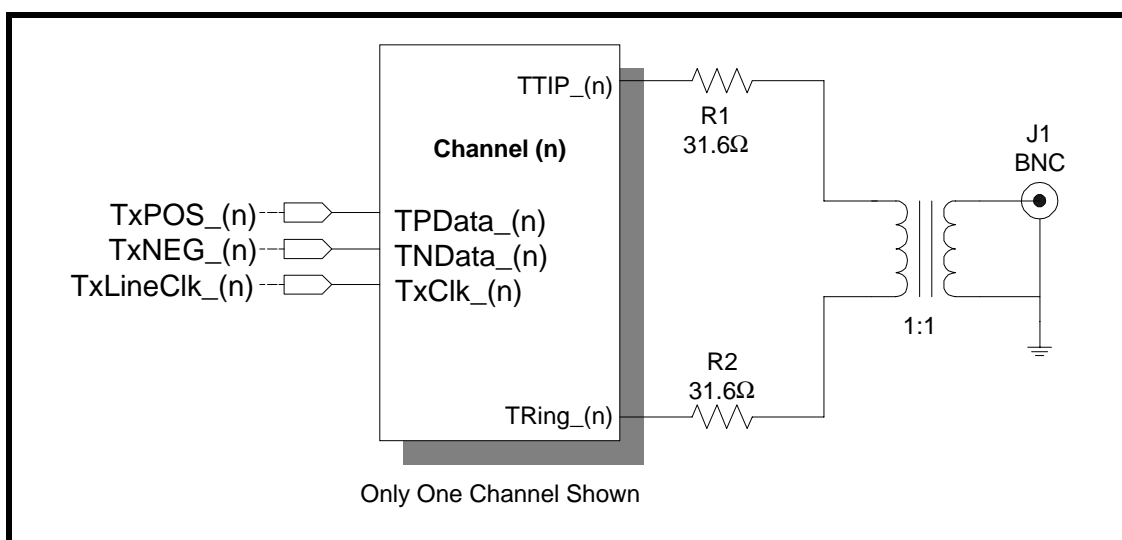 TTIP_(n)
R1
31.6Ω
Channel (n)
J1
BNC
TxPOS_(n)
TPData_(n)
TxNEG_(n)
TNData_(n)
TxLineClk_(n)
TxClk_(n)
1:1
R2
31.6Ω
TRing_(n)
Only One Channel Shown